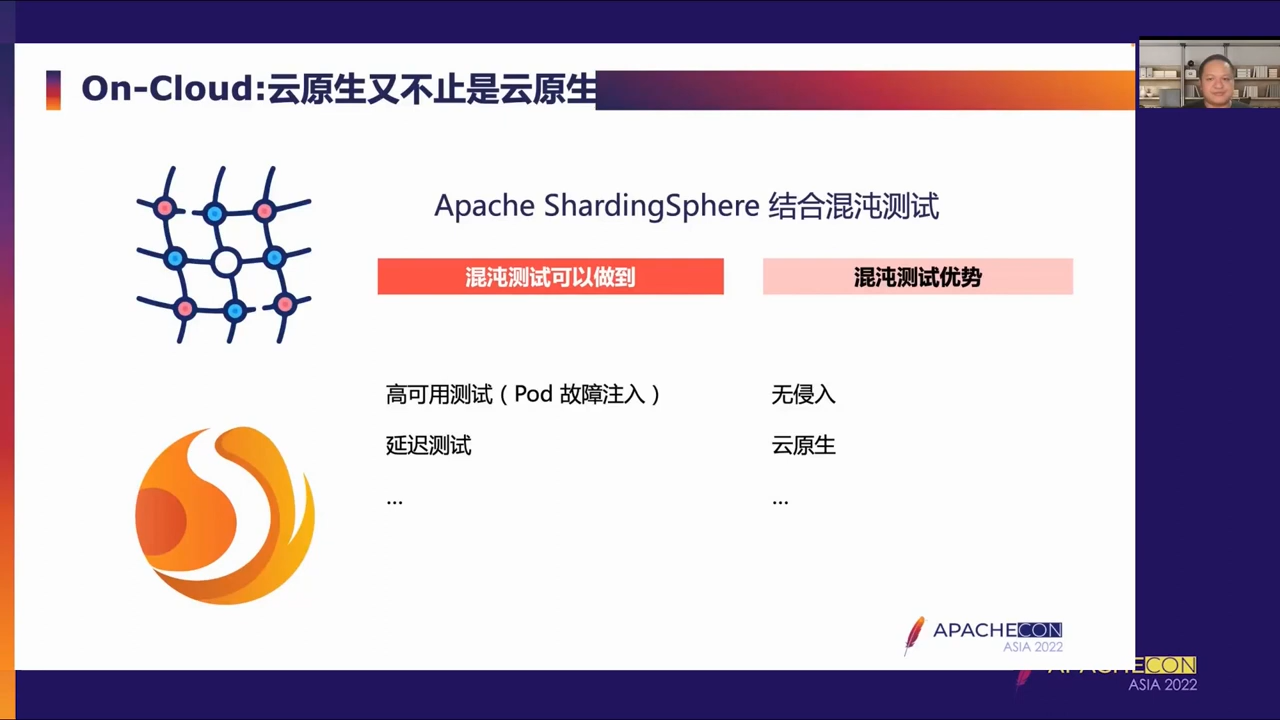 On-Cloud:云原生又不止是云原生
Apache ShardingSphere 结合混沌测试
混沌测试可以做到
混沌测试优势
高可用测试（Pod 故障注入）
无侵入
延迟测试
云原生
...
...
APACHECON
ASIA 2022
APACHECON
ASIA 2022